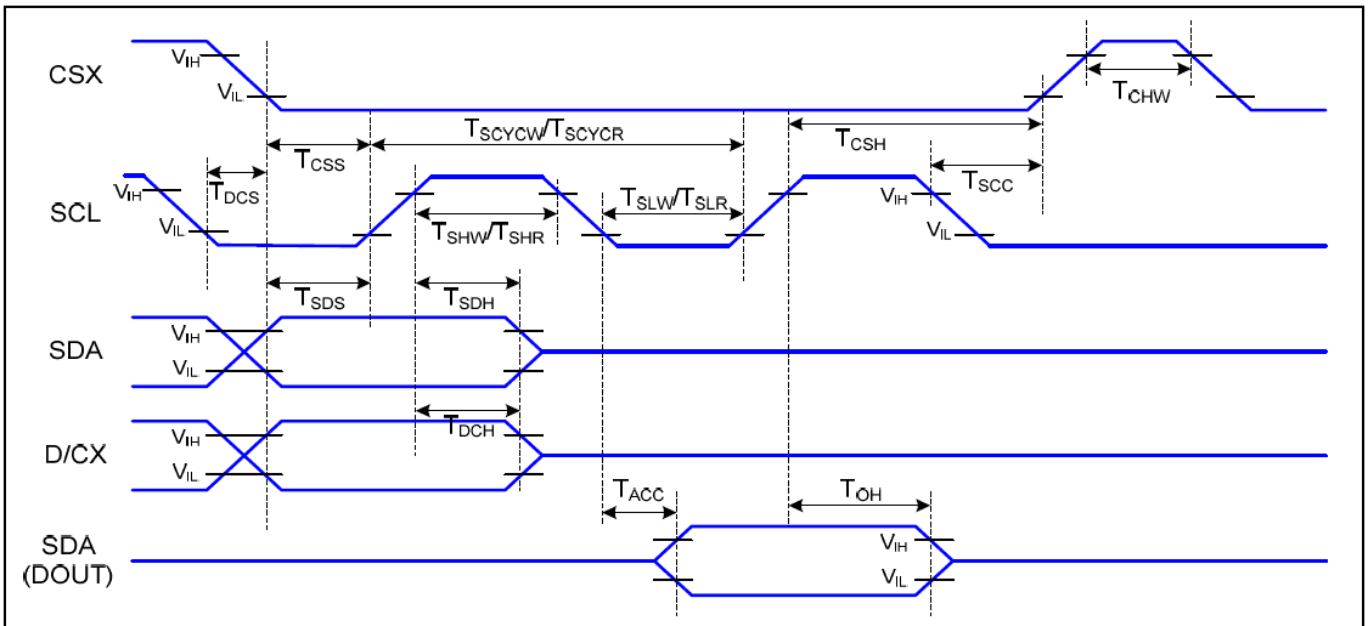 CSX
VIH
VIL
TCHW
TSCYCW/TSCYCR
TCSS
TCSH
TDCS
SCL
VIH
VIL
TSHW/TSHR
TSLW/TSLR
TSCC
VIH
VIL
TSDS
TSDH
SDA
VIH
VIL
TDCH
D/CX
VIH
VIL
TACC
TOH
SDA
(DOUT)
VIH
VIL